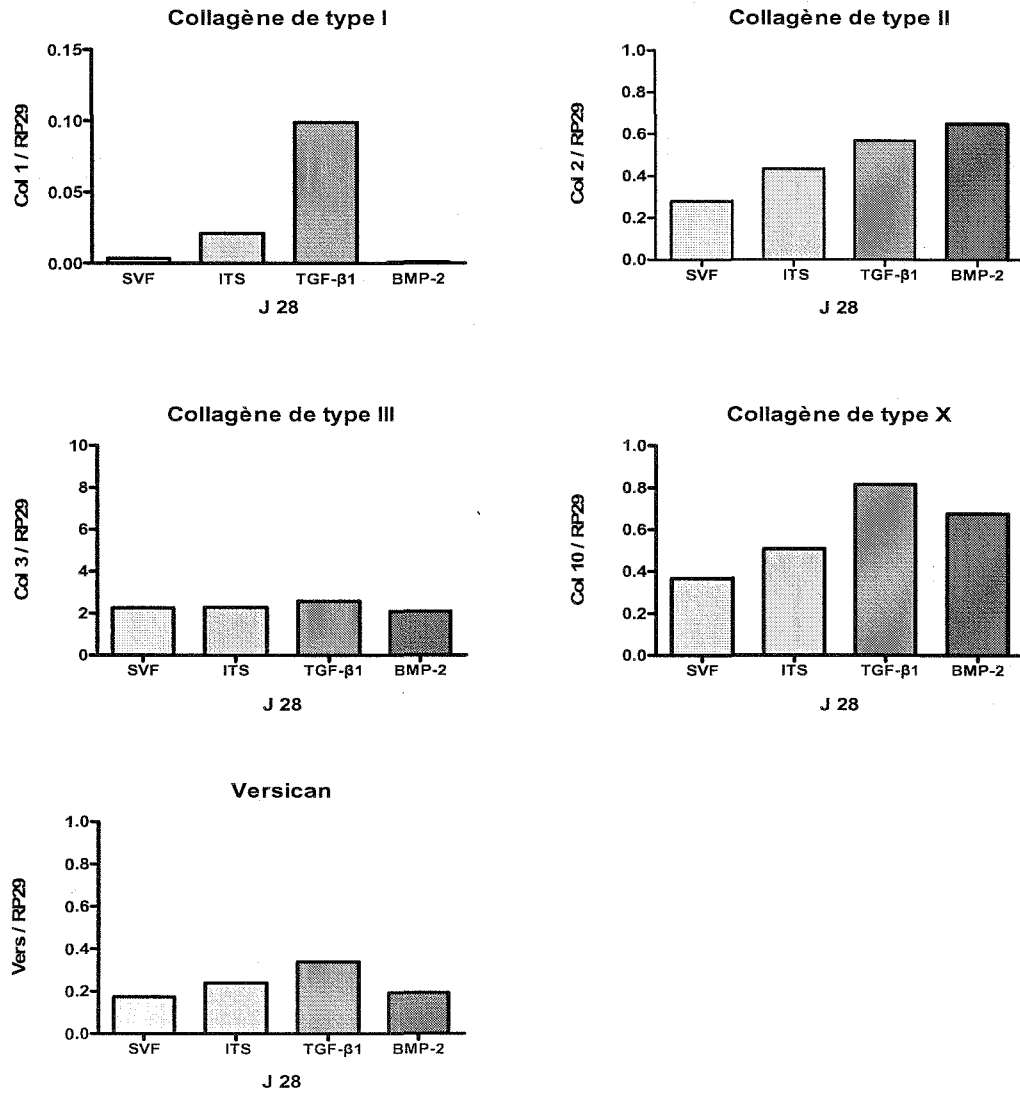 Collagène de type I
0.15
0.10
0.05
0.00
Col 1 / RP29
SVF ITS TGF-β1 BMP-2
J 28
Collagène de type II
1.0
0.8
0.6
0.4
0.2
0.0
Col 2 / RP29
SVF ITS TGF-β1 BMP-2
J 28
Collagène de type III
10
8
6
4
2
0
Col 3 / RP29
SVF ITS TGF-β1 BMP-2
J 28
Collagène de type X
1.0
0.8
0.6
0.4
0.2
0.0
Col 10 / RP29
SVF ITS TGF-β1 BMP-2
J 28
Versican
1.0
0.8
0.6
0.4
0.2
0.0
Vers / RP29
SVF ITS TGF-β1 BMP-2
J 28